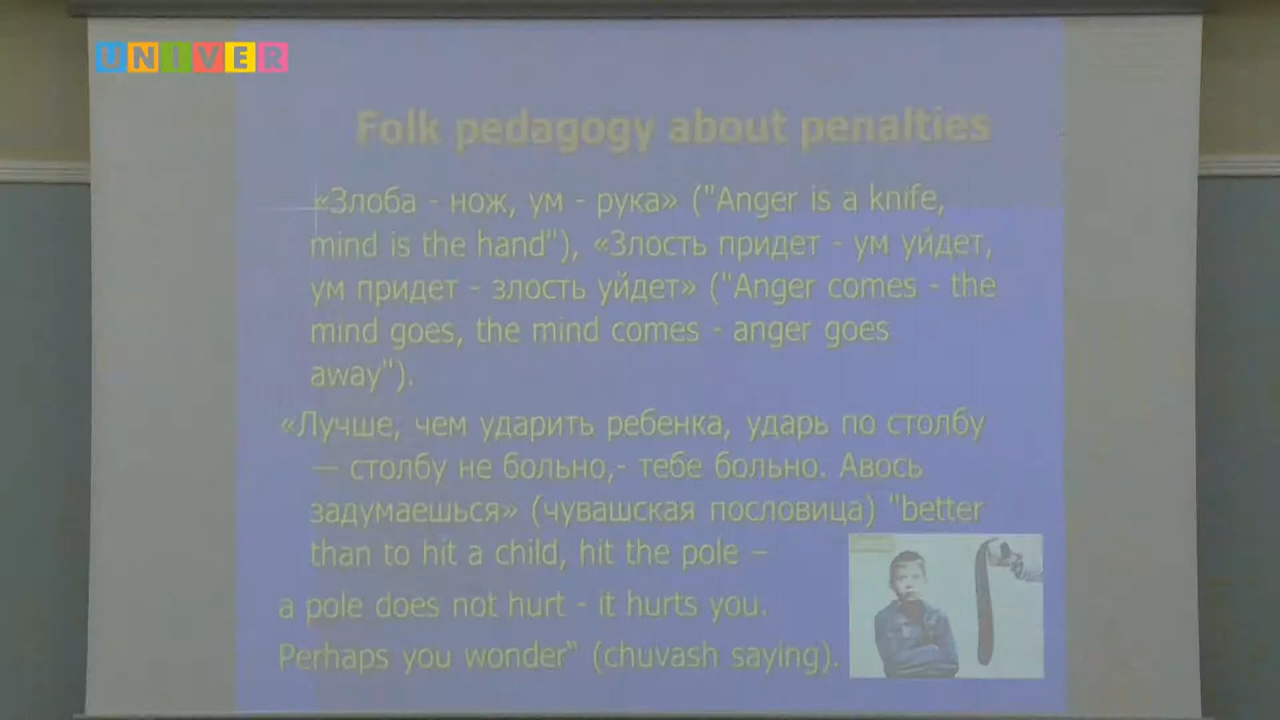 UNIVER
Folk pedagogy about penalties
«Злоба - нож, ум - рука» ("Anger is a knife,
mind is the hand"), «Злость придет - ум уйдет,
ум придет - злость уйдет» ("Anger comes - the
mind goes, the mind comes - anger goes
away").
«Лучше, чем ударить ребенка, ударь по столбу
— столбу не больно,- тебе больно. Авось
задумаешься» (чувашская пословица) "better
than to hit a child, hit the pole –
a pole does not hurt - it hurts you.
Perhaps you wonder" (chuvash saying).